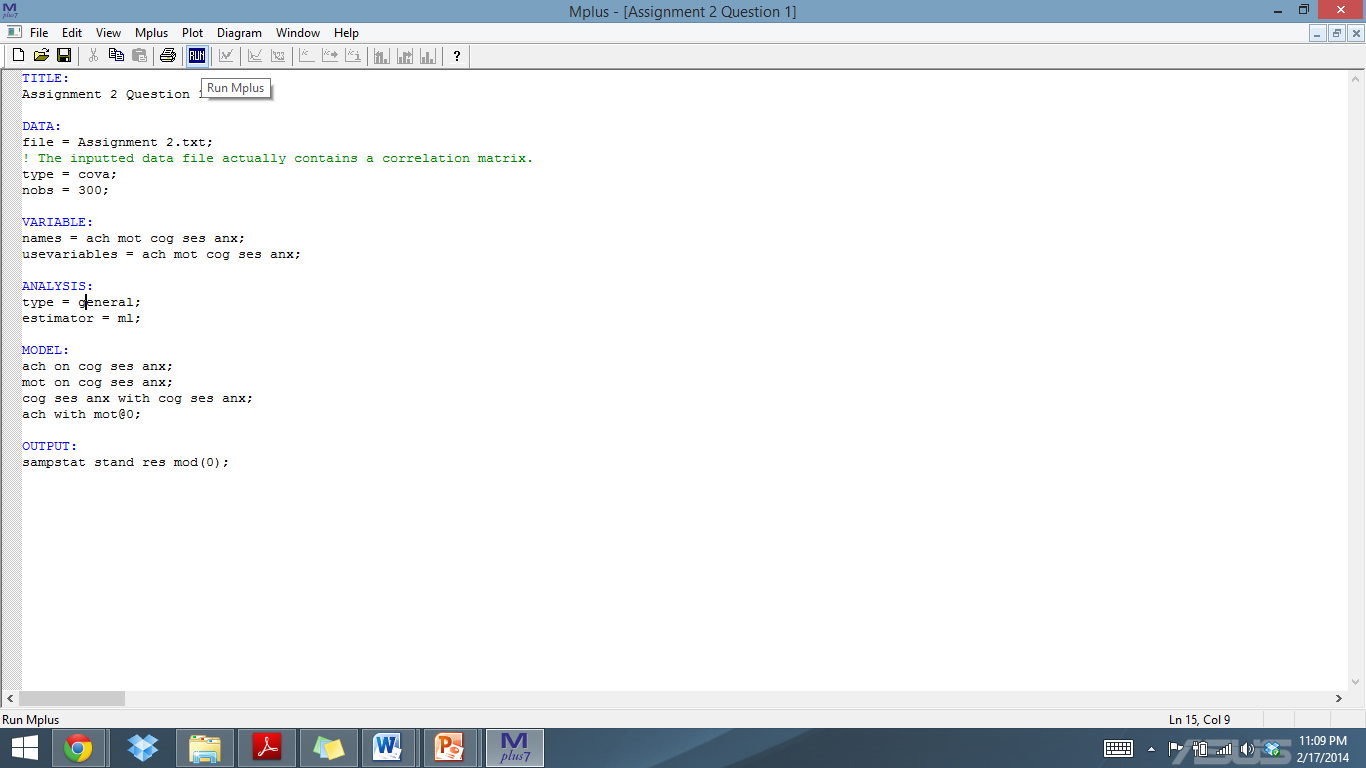 M
plus7
Mplus - [Assignment 2 Question 1]
File Edit View Mplus Plot Diagram Window Help
RUN
?
Run Mplus
TITLE:
Assignment 2 Question
DATA:
file = Assignment 2.txt;
! The inputted data file actually contains a correlation matrix.
type = cova;
nobs = 300;
VARIABLE:
names = ach mot cog ses anx;
usevariables = ach mot cog ses anx;
ANALYSIS:
type = general;
estimator = ml;
MODEL:
ach on cog ses anx;
mot on cog ses anx;
cog ses anx with cog ses anx;
ach with mot@0;
OUTPUT:
sampstat stand res mod(0);
Run Mplus
Ln 15, Col 9
M
plus7
ASUS
11:09 PM
2/17/2014